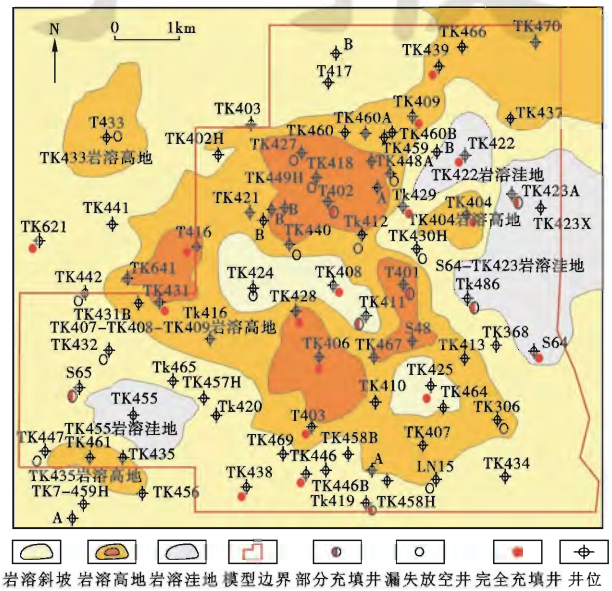 N
0 1km
B
T417
TK466
TK470
TK439
TK403
TK409
TK437
T433
TK433岩溶高地
TK402H
TK460
TK460A
TK460B
TK459
B
TK422
TK427
TK418
TK448A
TK422岩溶洼地
TK449H
T402
A
TK423A
TK423X
TK421
B
B
Tk429
TK404
TK404岩溶高地
TK441
TK621
T416
TK440
Tk412
TK430H
S64-TK423岩溶洼地
TK641
TK442
TK431
TK424
TK408
T401
Tk486
TK431B
Tk416
TK428
TK411
TK407-TK408-TK409岩溶高地
TK432
S48
TK368
S64
TK406
TK467
TK413
S65
Tk465
TK457H
TK425
TK410
TK464
TK455
Tk420
TK306
TK455岩溶洼地
T403
TK447
TK461
TK435
TK469
TK458B
TK407
TK435岩溶高地
TK446
A
LN15
TK434
TK7-459H
TK456
TK438
TK446B
Tk419
TK458H
A
岩溶斜坡 岩溶高地 岩溶洼地 模型边界 部分充填井 漏失放空井 完全充填井 井位